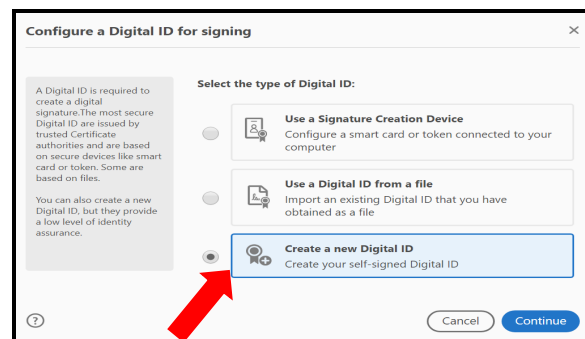 Configure a Digital ID for signing
×
A Digital ID is required to
create a digital
signature.The most secure
Digital ID are issued by
trusted Certificate
authorities and are based
on secure devices like smart
card or token. Some are
based on files.
You can also create a new
Digital ID, but they provide
a low level of identity
assurance.
Select the type of Digital ID:
Use a Signature Creation Device
Configure a smart card or token connected to your
computer
Use a Digital ID from a file
Import an existing Digital ID that you have
obtained as a file
Create a new Digital ID
Create your self-signed Digital ID
?
Cancel
Continue